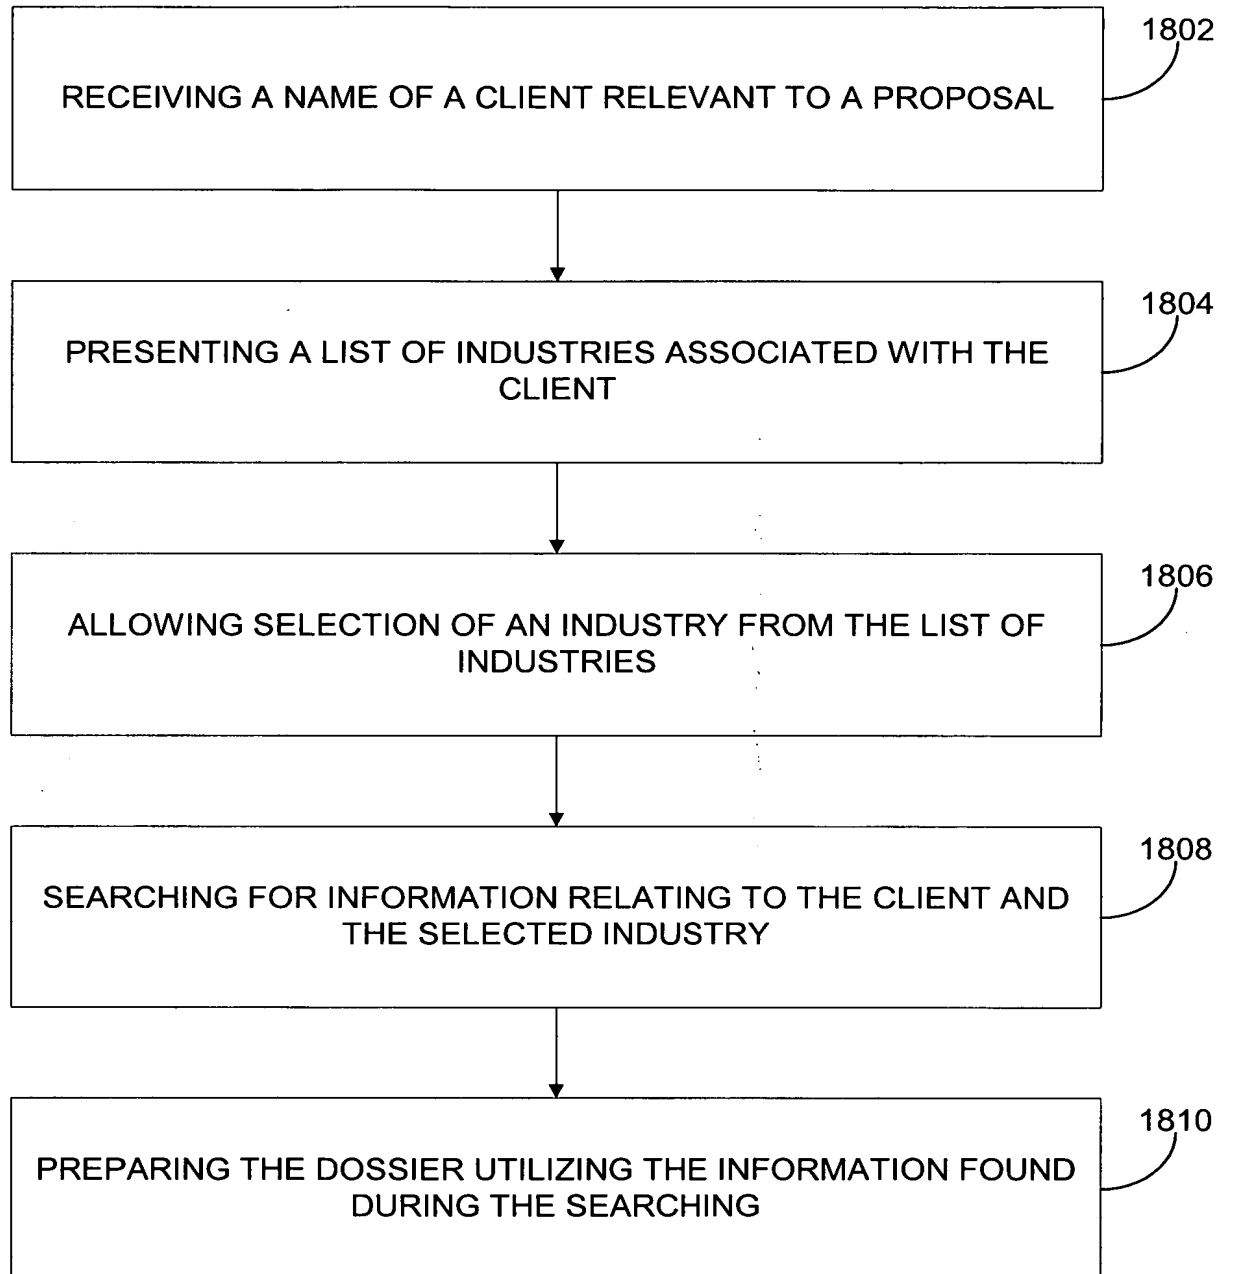 1802
RECEIVING A NAME OF A CLIENT RELEVANT TO A PROPOSAL
1804
PRESENTING A LIST OF INDUSTRIES ASSOCIATED WITH THE
CLIENT
1806
ALLOWING SELECTION OF AN INDUSTRY FROM THE LIST OF
INDUSTRIES
1808
SEARCHING FOR INFORMATION RELATING TO THE CLIENT AND
THE SELECTED INDUSTRY
1810
PREPARING THE DOSSIER UTILIZING THE INFORMATION FOUND
DURING THE SEARCHING